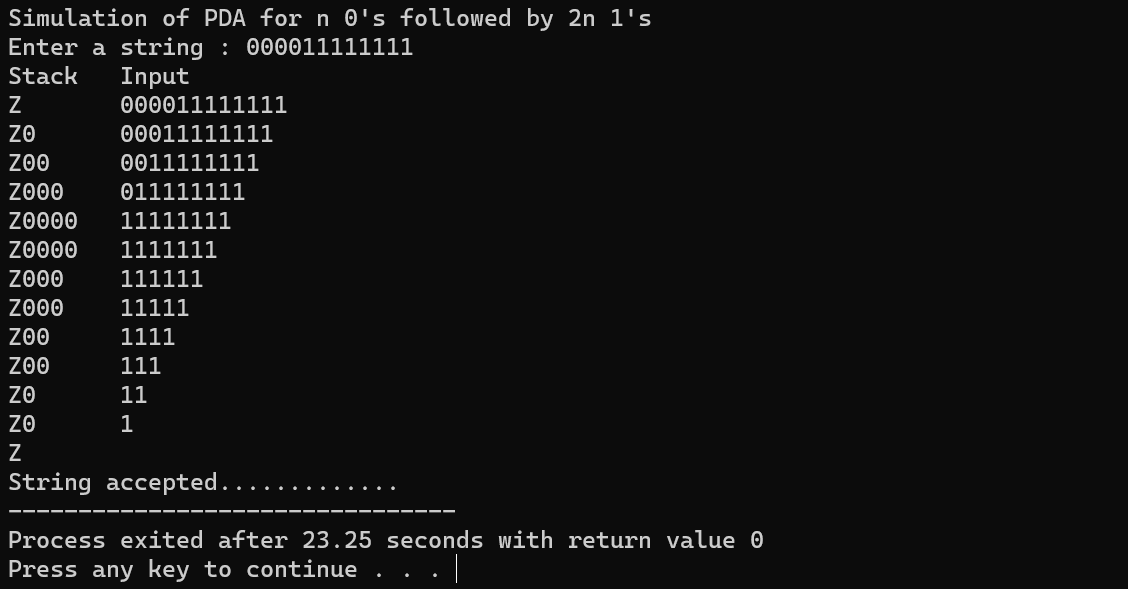 Simulation of PDA for n 0's followed by 2n 1's
Enter a string : 000011111111
Stack   Input
Z       000011111111
Z0      00011111111
Z00     0011111111
Z000    011111111
Z0000   11111111
Z0000   1111111
Z000    111111
Z000    11111
Z00     1111
Z00     111
Z0      11
Z0      1
Z
String accepted.............
--------------------------------
Process exited after 23.25 seconds with return value 0
Press any key to continue . . .